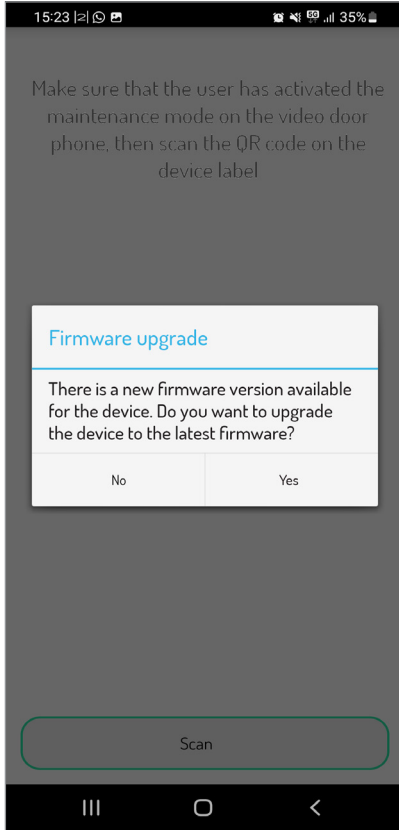 15:23 |2| 5G 35%
Make sure that the user has activated the
maintenance mode on the video door
phone, then scan the QR code on the
device label
Firmware upgrade
There is a new firmware version available
for the device. Do you want to upgrade
the device to the latest firmware?
No Yes
Scan